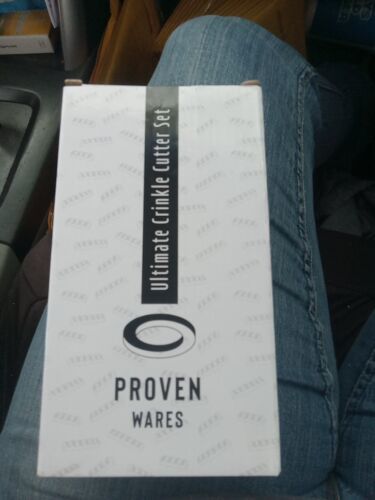 Ultimate Crinkle Cutter Set
PROVEN
WARES